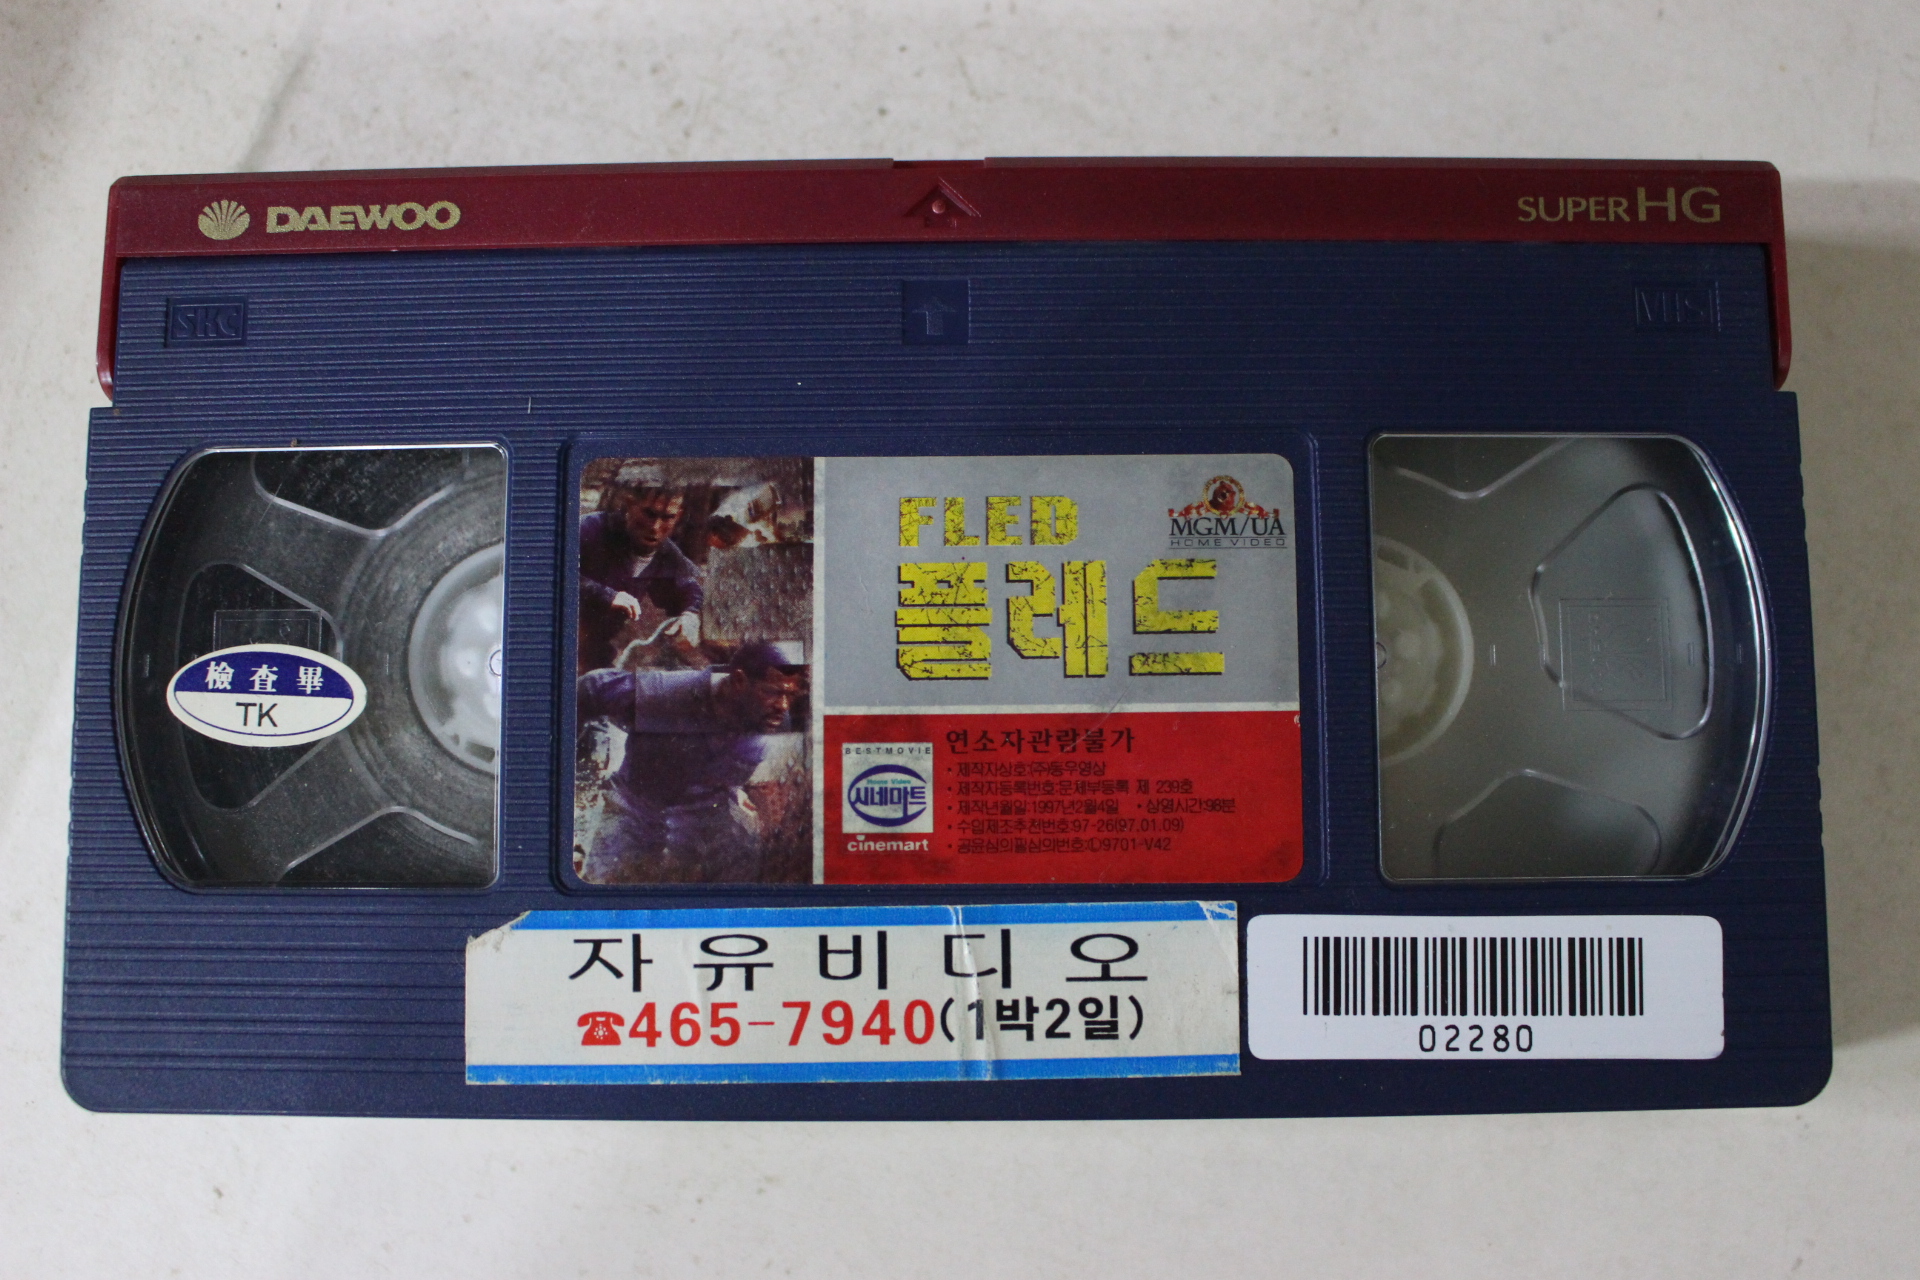 DAEWOO
SUPER HG
SKC
VHS
FLED
플레드
MGM/UA
HOME VIDEO
檢査畢
TK
BESTMOVIE
Home Video
시네마트
cinemart
연소자관람불가
・제작자상호:(주)동우영상
・제작자등록번호:문체부등록 제 239호
・제작년월일:1997년2월4일 ・상영시간:98분
・수입제조추천번호:97-26(97.01.09)
・공윤심의필심의번호:D9701-V42
자유비디오
☎465-7940(1박2일)
02280